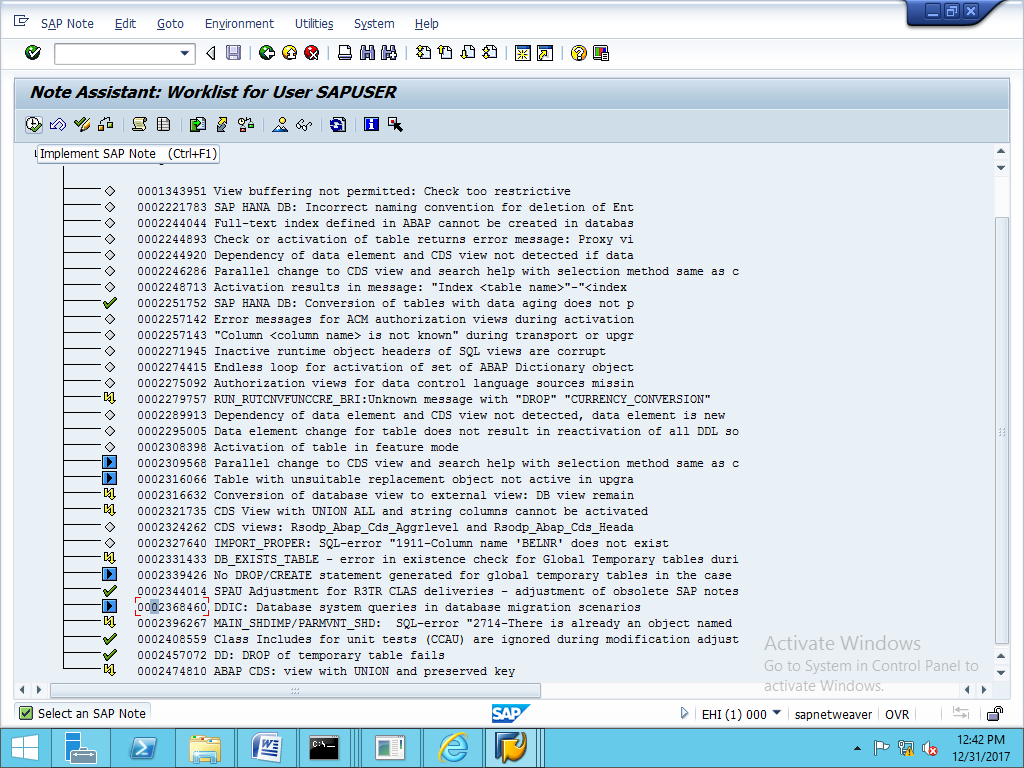 SAP Note Edit Goto Environment Utilities System Help
Note Assistant: Worklist for User SAPUSER
Implement SAP Note (Ctrl+F1)
0001343951 View buffering not permitted: Check too restrictive
0002221783 SAP HANA DB: Incorrect naming convention for deletion of Ent
0002244044 Full-text index defined in ABAP cannot be created in databas
0002244893 Check or activation of table returns error message: Proxy vi
0002244920 Dependency of data element and CDS view not detected if data
0002246286 Parallel change to CDS view and search help with selection method same as c
0002248713 Activation results in message: "Index <table name>"-"<index
0002251752 SAP HANA DB: Conversion of tables with data aging does not p
0002257142 Error messages for ACM authorization views during activation
0002257143 "Column <column name> is not known" during transport or upgr
0002271945 Inactive runtime object headers of SQL views are corrupt
0002274415 Endless loop for activation of set of ABAP Dictionary object
0002275092 Authorization views for data control language sources missin
0002279757 RUN_RUTCNVFUNCCRE_BRI:Unknown message with "DROP" "CURRENCY_CONVERSION"
0002289913 Dependency of data element and CDS view not detected, data element is new
0002295005 Data element change for table does not result in reactivation of all DDL so
0002308398 Activation of table in feature mode
0002309568 Parallel change to CDS view and search help with selection method same as c
0002316066 Table with unsuitable replacement object not active in upgra
0002316632 Conversion of database view to external view: DB view remain
0002321735 CDS View with UNION ALL and string columns cannot be activated
0002324262 CDS views: Rsodp_Abap_Cds_Aggrlevel and Rsodp_Abap_Cds_Heada
0002327640 IMPORT_PROPER: SQL-error "1911-Column name 'BELNR' does not exist
0002331433 DB_EXISTS_TABLE - error in existence check for Global Temporary tables duri
0002339426 No DROP/CREATE statement generated for global temporary tables in the case
0002344014 SPAU Adjustment for R3TR CLAS deliveries - adjustment of obsolete SAP notes
0002368460 DDIC: Database system queries in database migration scenarios
0002396267 MAIN_SHDIMP/PARMVNT_SHD: SQL-error "2714-There is already an object named
0002408559 Class Includes for unit tests (CCAU) are ignored during modification adjust
0002457072 DD: DROP of temporary table fails
0002474810 ABAP CDS: view with UNION and preserved key
Activate Windows
Go to System in Control Panel to
activate Windows.
Select an SAP Note SAP EHI (1) 000 sapnetweaver OVR
12:42 PM
12/31/2017